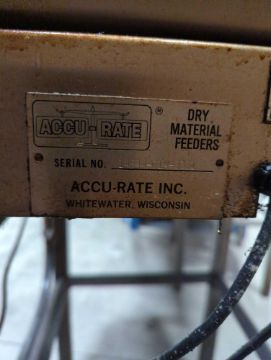 ACCU-RATE
®
DRY
MATERIAL
FEEDERS
SERIAL NO.
ACCU-RATE INC.
WHITEWATER, WISCONSIN